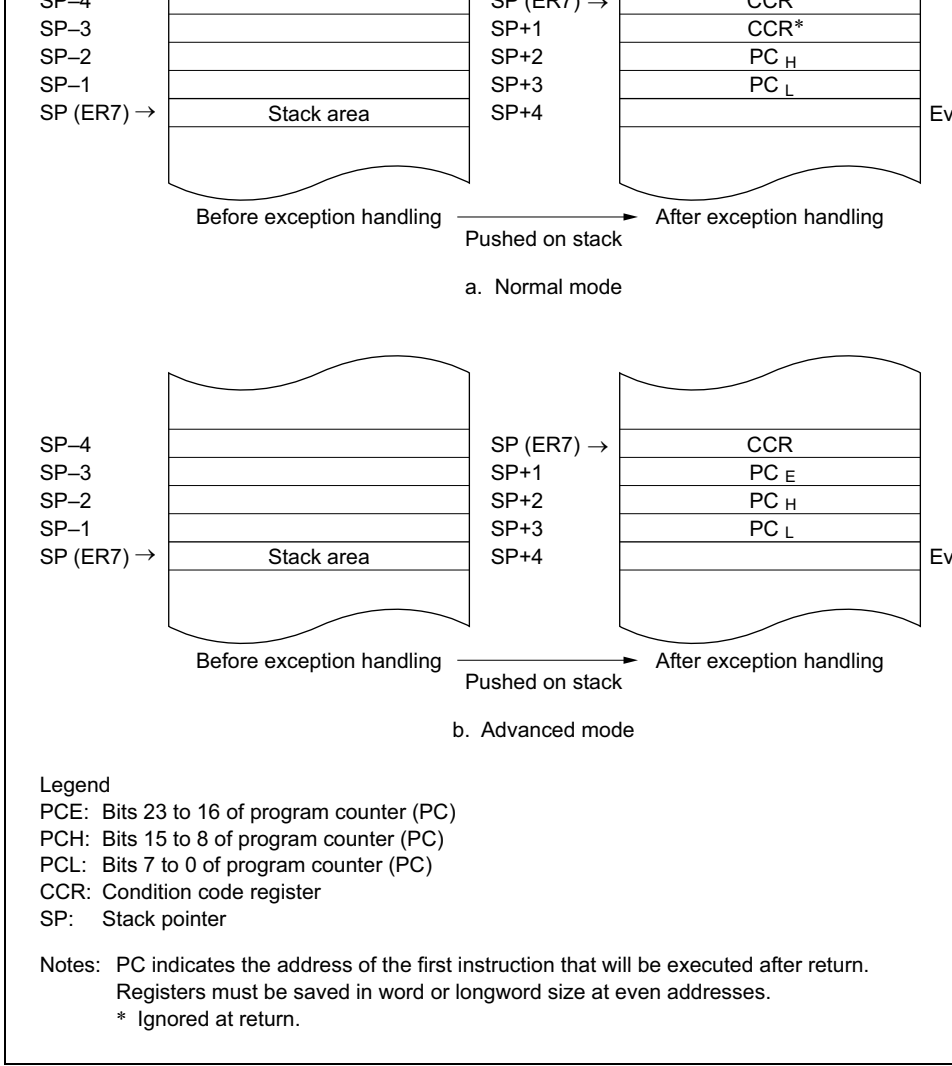 SP–4 SP (ER7) → CCR
SP–3 SP+1 CCR*
SP–2 SP+2 PC H
SP–1 SP+3 PC L
SP (ER7) → Stack area SP+4
Before exception handling After exception handling
Pushed on stack
a. Normal mode
SP–4 SP (ER7) → CCR
SP–3 SP+1 PC E
SP–2 SP+2 PC H
SP–1 SP+3 PC L
SP (ER7) → Stack area SP+4
Before exception handling After exception handling
Pushed on stack
b. Advanced mode
Legend
PCE: Bits 23 to 16 of program counter (PC)
PCH: Bits 15 to 8 of program counter (PC)
PCL: Bits 7 to 0 of program counter (PC)
CCR: Condition code register
SP: Stack pointer
Notes: PC indicates the address of the first instruction that will be executed after return.
Registers must be saved in word or longword size at even addresses.
* Ignored at return.